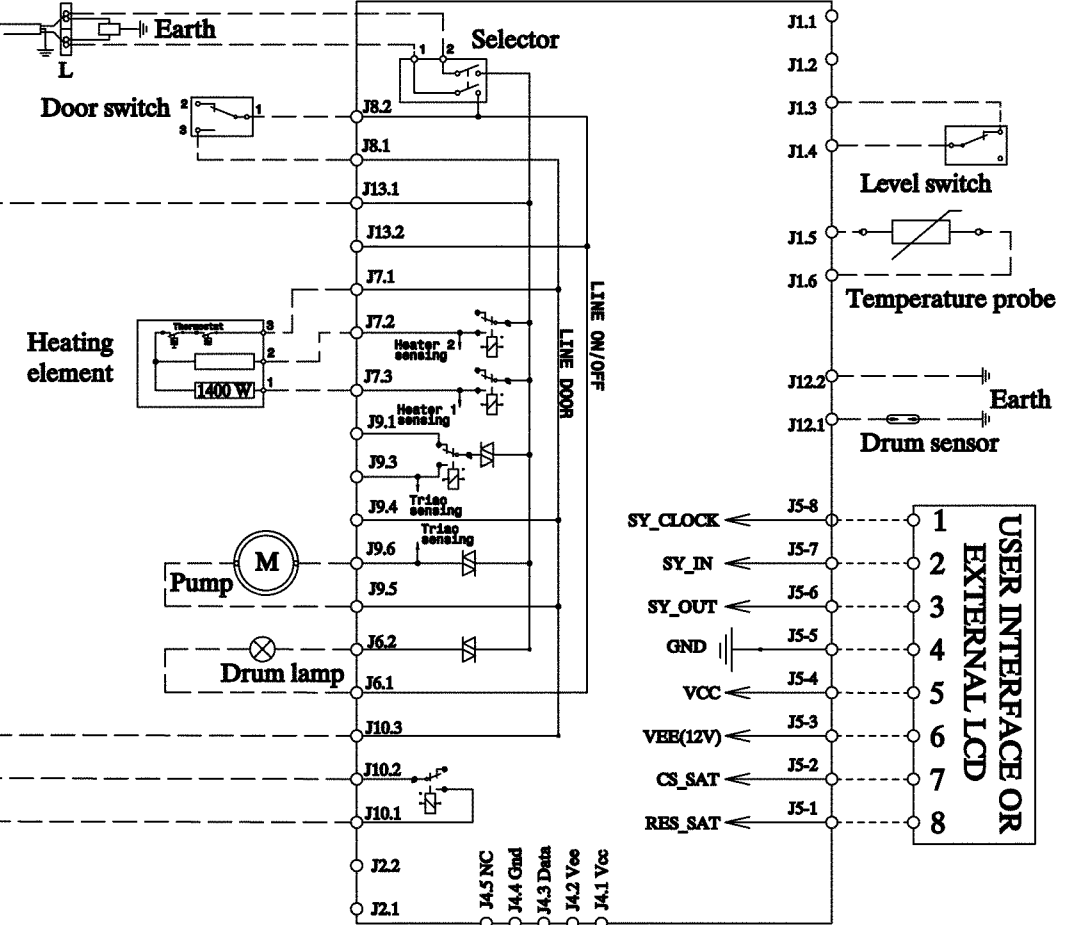 Earth
L
1 2
Selector
Door switch
2
1
3
J8.2
J8.1
J13.1
J13.2
J7.1
J7.2
Heater 2
sensing
J7.3
Heater 1
sensing
Heating
element
Thermostat
3
2
1
1400 W
J9.1
J9.3
Triac
sensing
J9.4
Triac
sensing
J9.6
M
Pump
J9.5
J6.2
Drum lamp
J6.1
J10.3
J10.2
J10.1
J2.2
J2.1
LINE ON/OFF
LINE DOOR
J4.5 NC
J4.4 Gnd
J4.3 Data
J4.2 Vee
J4.1 Vcc
J1.1
J1.2
J1.3
J1.4
Level switch
J1.5
J1.6
Temperature probe
J12.2
Earth
J12.1
Drum sensor
SY_CLOCK J5-8 1
SY_IN J5-7 2
SY_OUT J5-6 3
GND J5-5 4
VCC J5-4 5
VEE(12V) J5-3 6
CS_SAT J5-2 7
RES_SAT J5-1 8
USER INTERFACE OR
EXTERNAL LCD